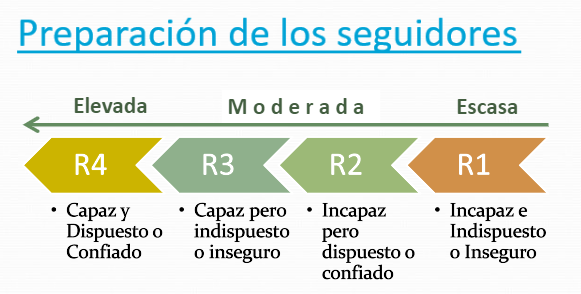 Preparación de los seguidores
Elevada
Moderada
Escasa
R4
R3
R2
R1
• Capaz y
Dispuesto o
Confiado
• Capaz pero
indispuesto
o inseguro
• Incapaz
pero
dispuesto o
confiado
• Incapaz e
Indispuesto
o Inseguro